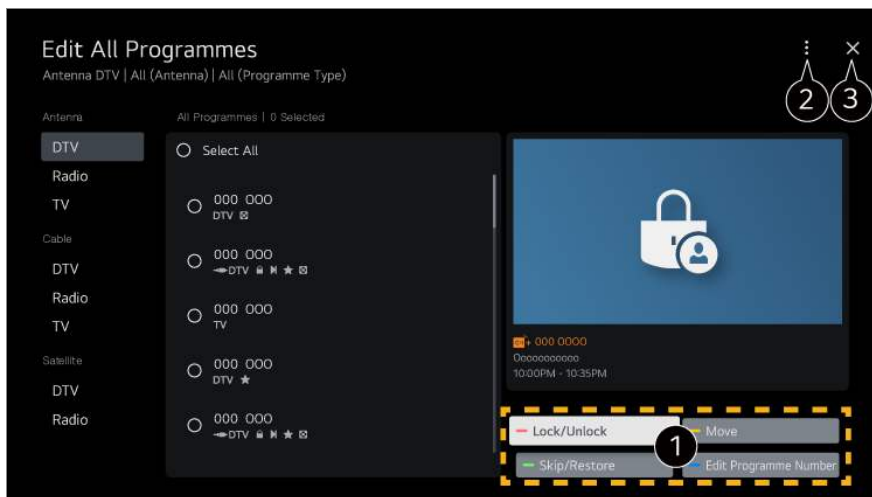 Edit All Programmes
Antenna DTV | All (Antenna) | All (Programme Type)
2
3
Antenna
DTV
Radio
TV
Cable
DTV
Radio
TV
Satellite
DTV
Radio
All Programmes | 0 Selected
Select All
000 000
DTV
000 000
DTV
000 000
TV
000 000
DTV ★
000 000
DTV
+ 000 0000
Ooooooooooo
10:00PM - 10:35PM
Lock/Unlock
Move
1
Skip/Restore
Edit Programme Number